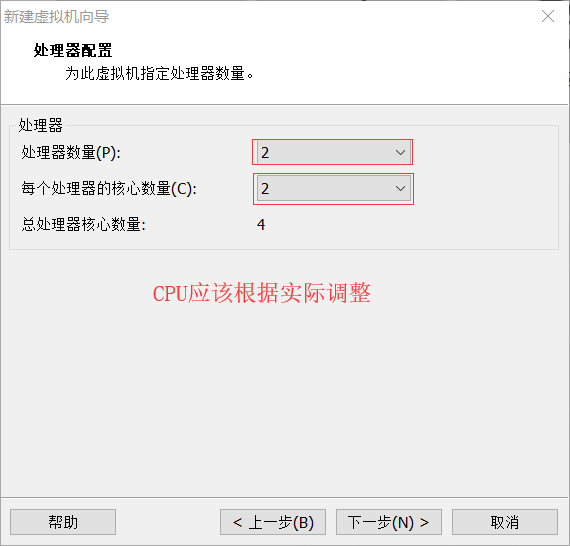 新建虚拟机向导
处理器配置
为此虚拟机指定处理器数量。
处理器
处理器数量(P):
2
每个处理器的核心数量(C):
2
总处理器核心数量:
4
CPU应该根据实际调整
帮助
< 上一步(B)
下一步(N) >
取消